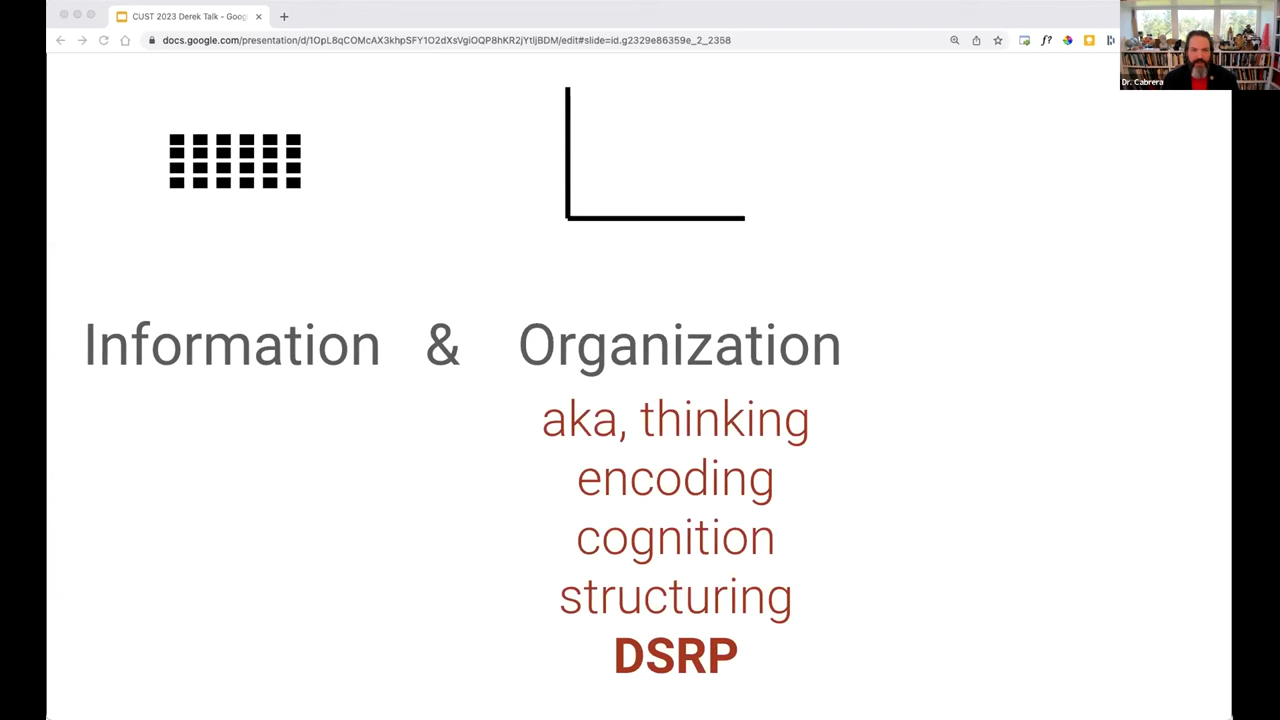 CUST 2023 Derek Talk - Goog
docs.google.com/presentation/d/1OpL8qCOMcAX3khpSFY1O2dXsVgiOQP8hKR2jYtljBDM/edit#slide=id.g2329e86359e_2_2358
f?
Dr. Cabrera
Information & Organization
aka, thinking
encoding
cognition
structuring
DSRP